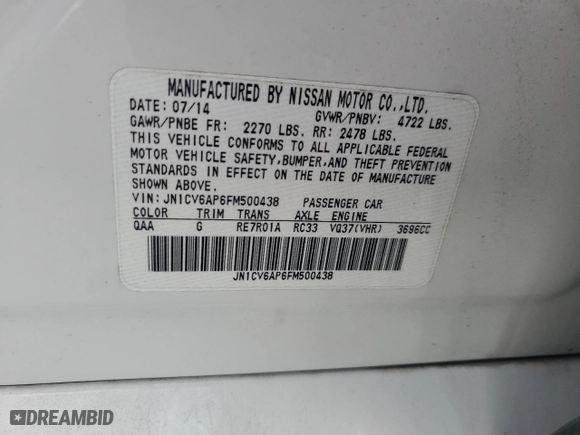 MANUFACTURED BY NISSAN MOTOR CO.,LTD.
DATE: 07/14 GVWR/PNBV: 4722 LBS.
GAWR/PNBE FR: 2270 LBS. RR: 2478 LBS.
THIS VEHICLE CONFORMS TO ALL APPLICABLE FEDERAL
MOTOR VEHICLE SAFETY,BUMPER,AND THEFT PREVENTION
STANDARDS IN EFFECT ON THE DATE OF MANUFACTURE
SHOWN ABOVE.
VIN: JN1CV6AP6FM500438 PASSENGER CAR
COLOR TRIM TRANS AXLE ENGINE
QAA G RE7R01A RC33 VQ37(VHR) 3696CC
JN1CV6AP6FM500438
DREAMBID